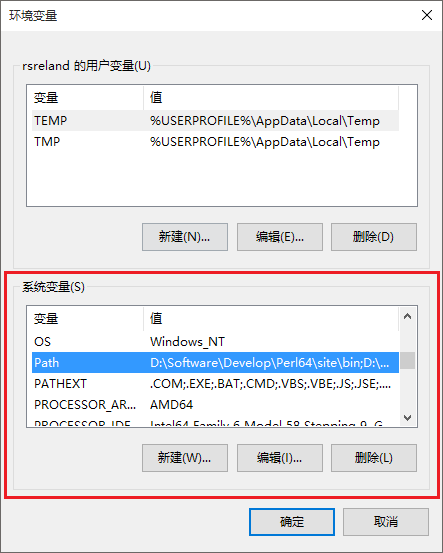 环境变量
rsreland 的用户变量(U)
变量 值
TEMP %USERPROFILE%\AppData\Local\Temp
TMP %USERPROFILE%\AppData\Local\Temp
新建(N)... 编辑(E)... 删除(D)
系统变量(S)
变量 值
OS Windows_NT
Path D:\Software\Develop\Perl64\site\bin;D:\...
PATHEXT .COM;.EXE;.BAT;.CMD;.VBS;.VBE;.JS;.JSE;....
PROCESSOR_AR... AMD64
PROCESSOR_IDE Intel64 Family 6 Model 58 Stepping 9, G
新建(W)... 编辑(I)... 删除(L)
确定 取消